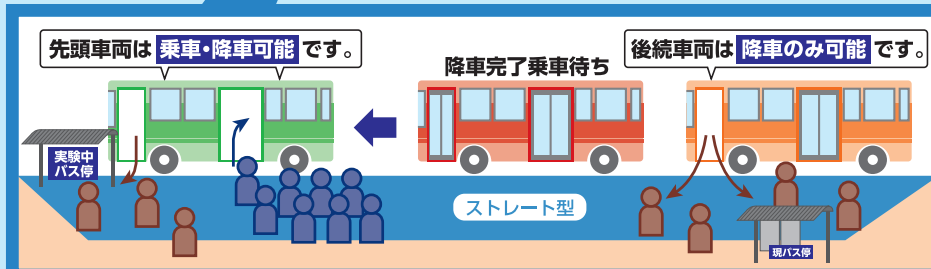 先頭車両は 乗車・降車可能 です。
降車完了乗車待ち
後続車両は 降車のみ可能 です。
実験中
バス停
ストレート型
現バス停